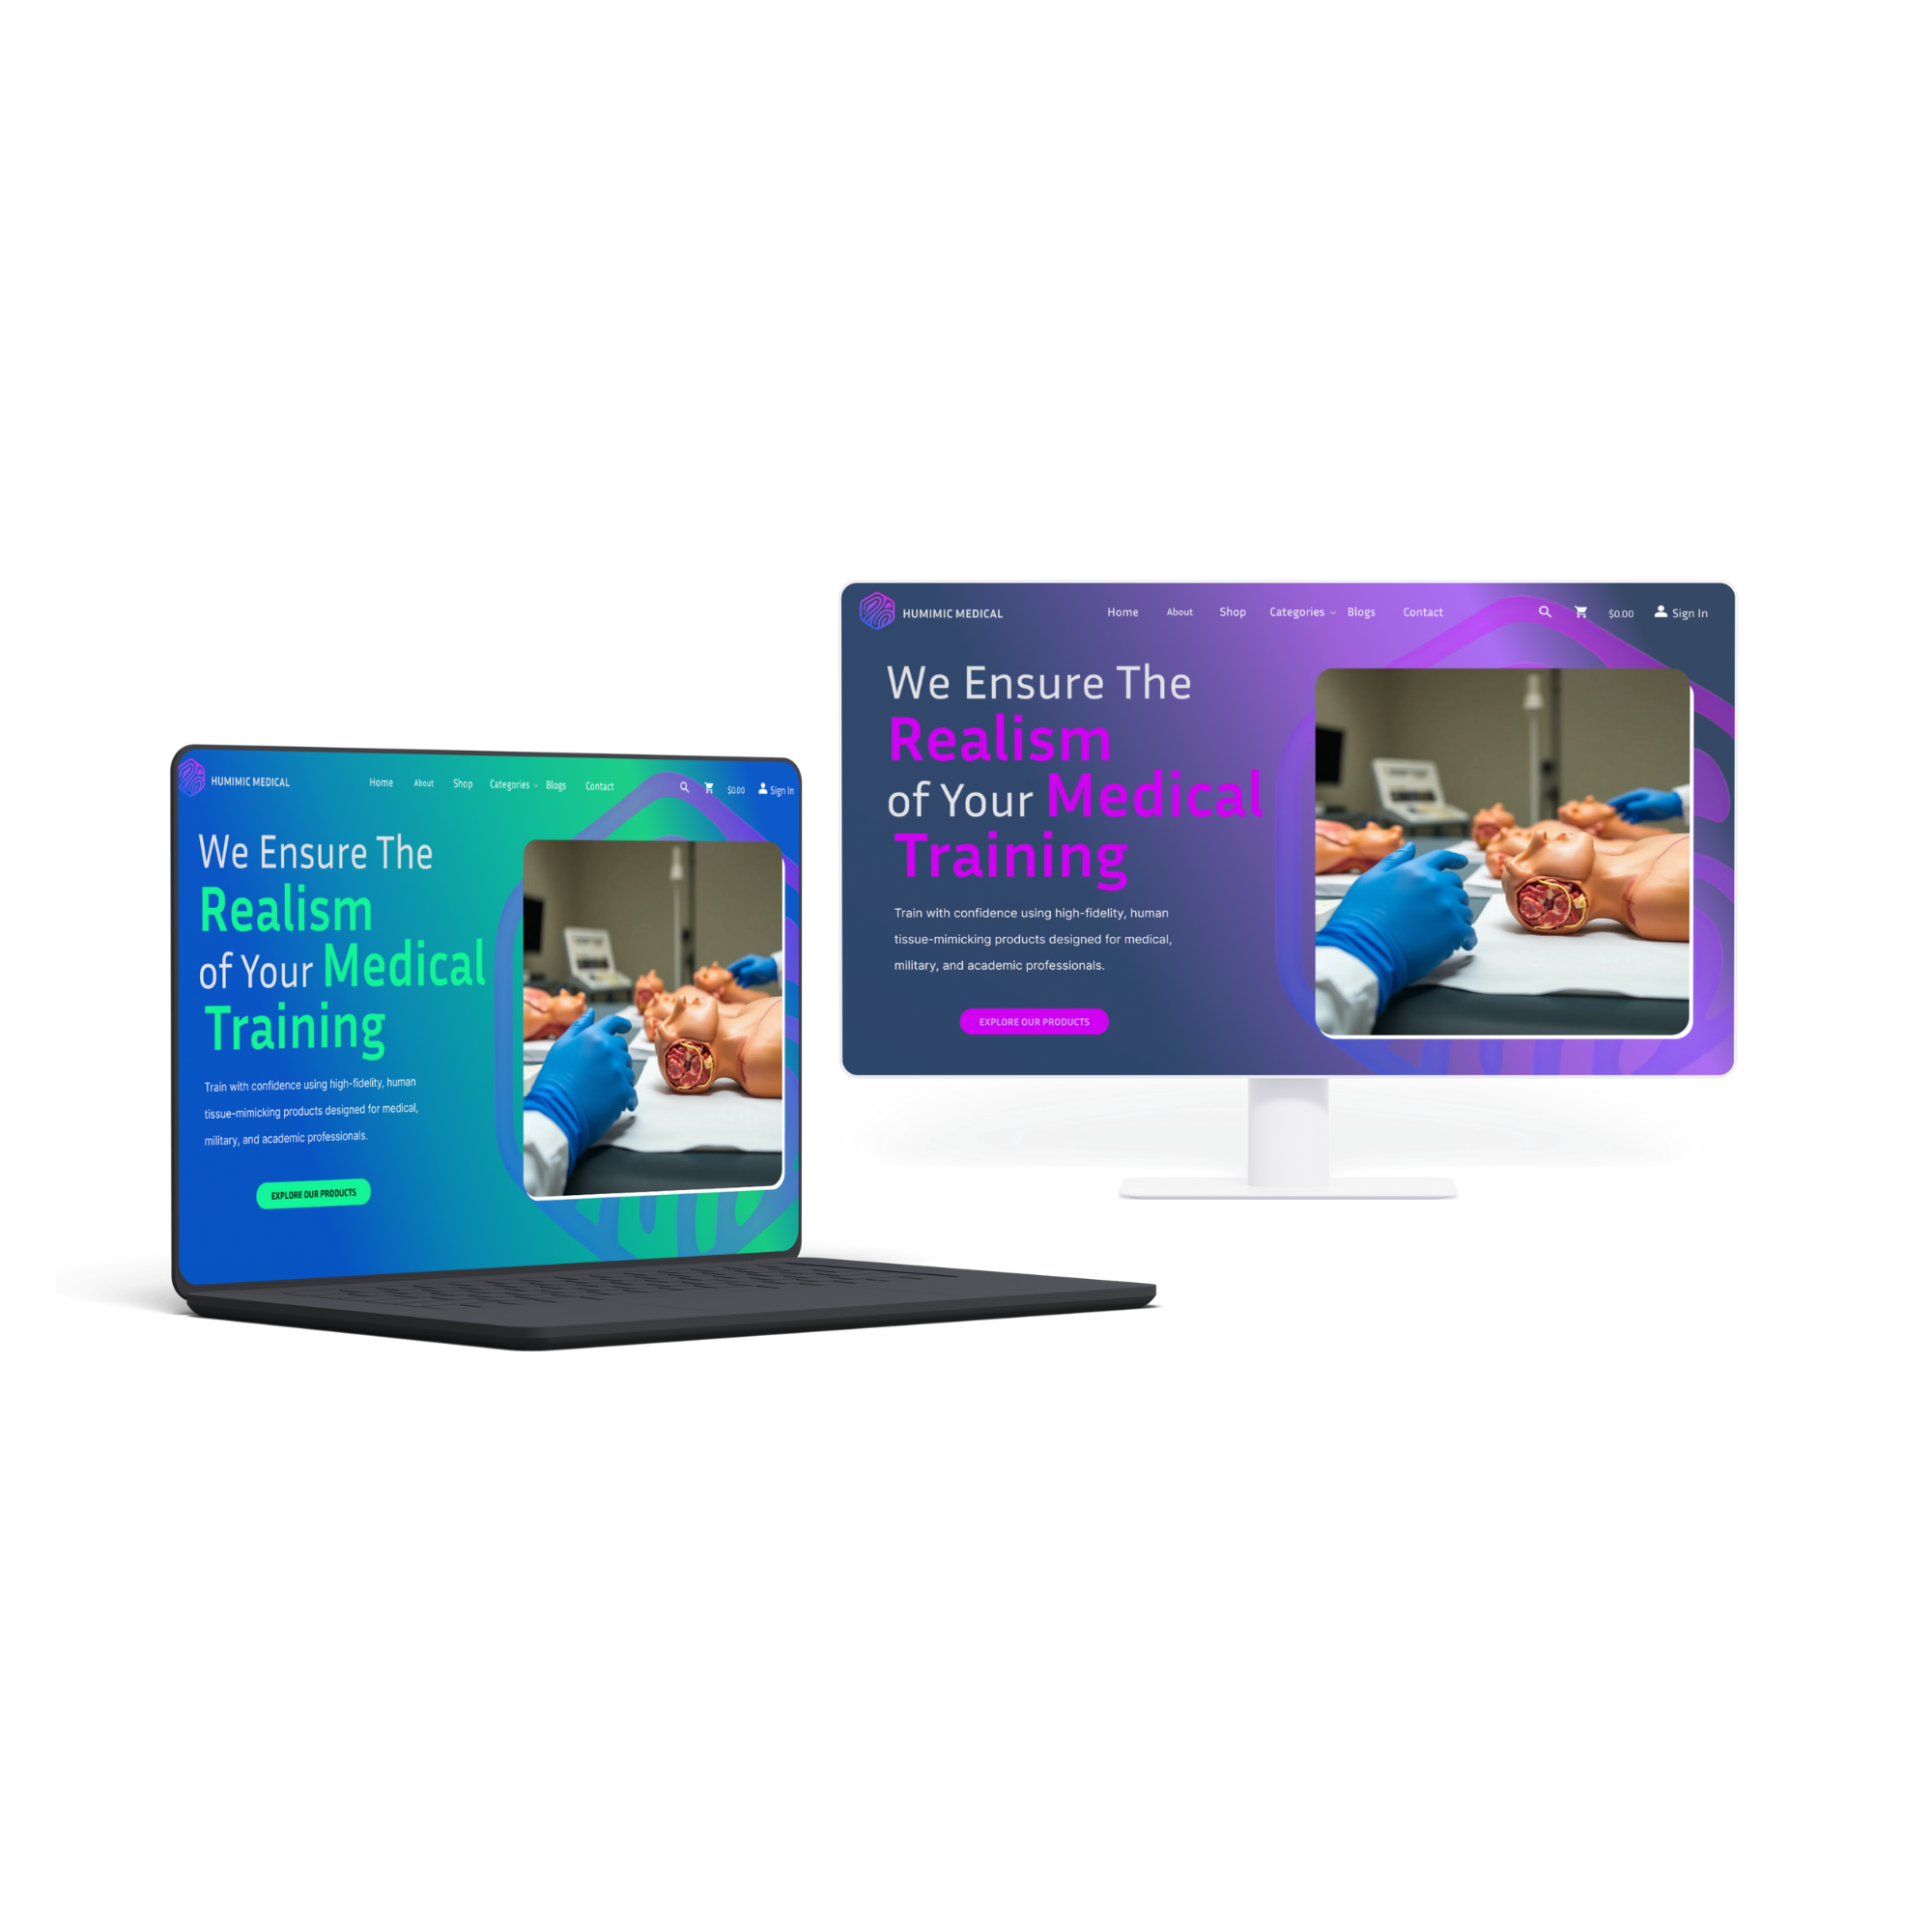 HUMIMIC MEDICAL Home About Shop Categories Blogs Contact $0.00 Sign In
We Ensure The
Realism
of Your Medical
Training
Train with confidence using high-fidelity, human
tissue-mimicking products designed for medical,
military, and academic professionals.
EXPLORE OUR PRODUCTS
HUMIMIC MEDICAL Home About Shop Categories Blogs Contact $0.00 Sign In
We Ensure The
Realism
of Your Medical
Training
Train with confidence using high-fidelity, human
tissue-mimicking products designed for medical,
military, and academic professionals.
EXPLORE OUR PRODUCTS